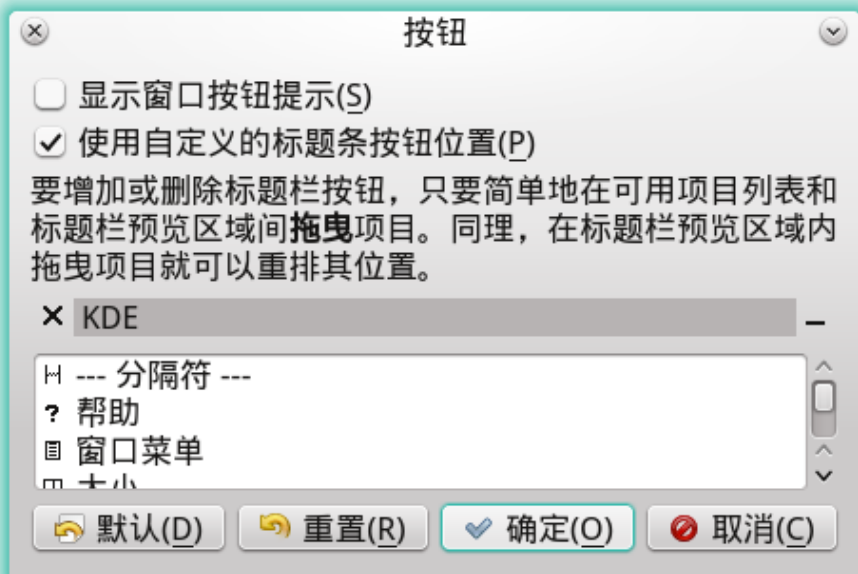 按钮
显示窗口按钮提示(S)
使用自定义的标题条按钮位置(P)
要增加或删除标题栏按钮，只要简单地在可用项目列表和
标题栏预览区域间拖曳项目。同理，在标题栏预览区域内
拖曳项目就可以重排其位置。
KDE
--- 分隔符 ---
? 帮助
窗口菜单
大小
默认(D) 重置(R) 确定(O) 取消(C)